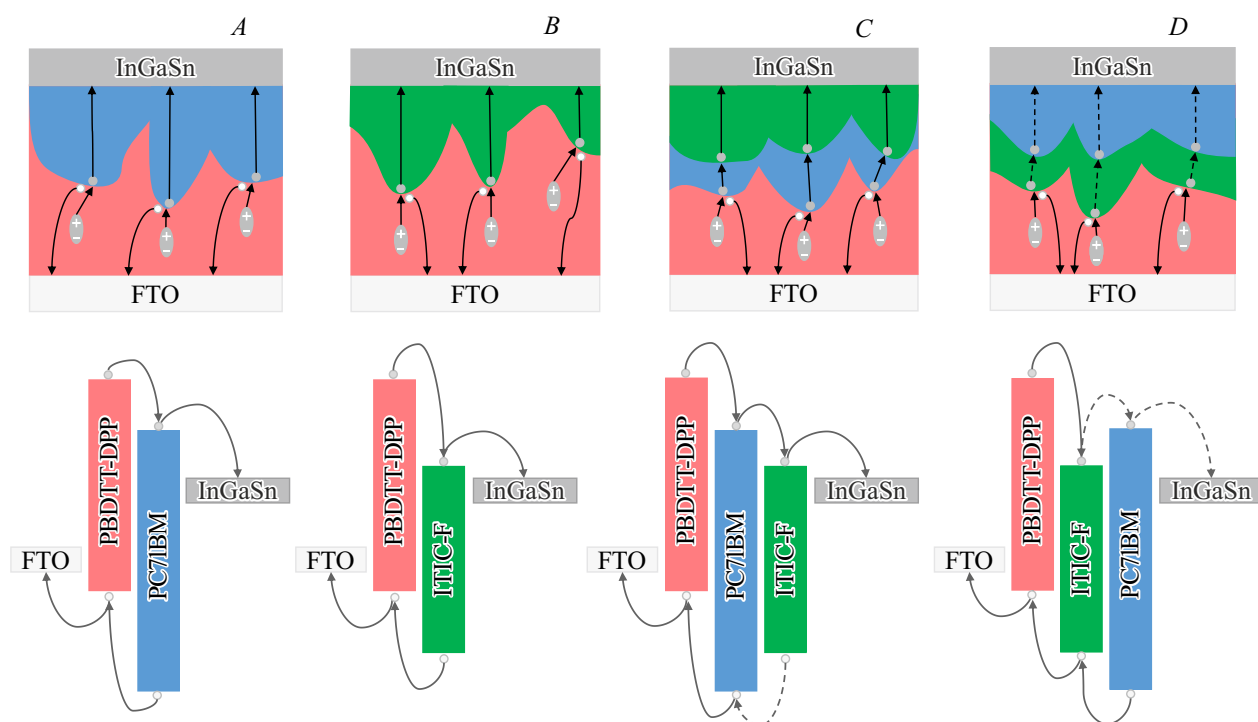 A
B
C
D
InGaSn
InGaSn
InGaSn
InGaSn
+
–
+
–
+
–
+
–
+
–
+
–
+
–
+
–
+
–
+
–
+
–
+
–
FTO
FTO
FTO
FTO
PBDTT-DPP
PC71BM
InGaSn
FTO
PBDTT-DPP
ITIC-F
InGaSn
FTO
PBDTT-DPP
PC71BM
ITIC-F
InGaSn
FTO
PBDTT-DPP
ITIC-F
PC71BM
InGaSn
FTO